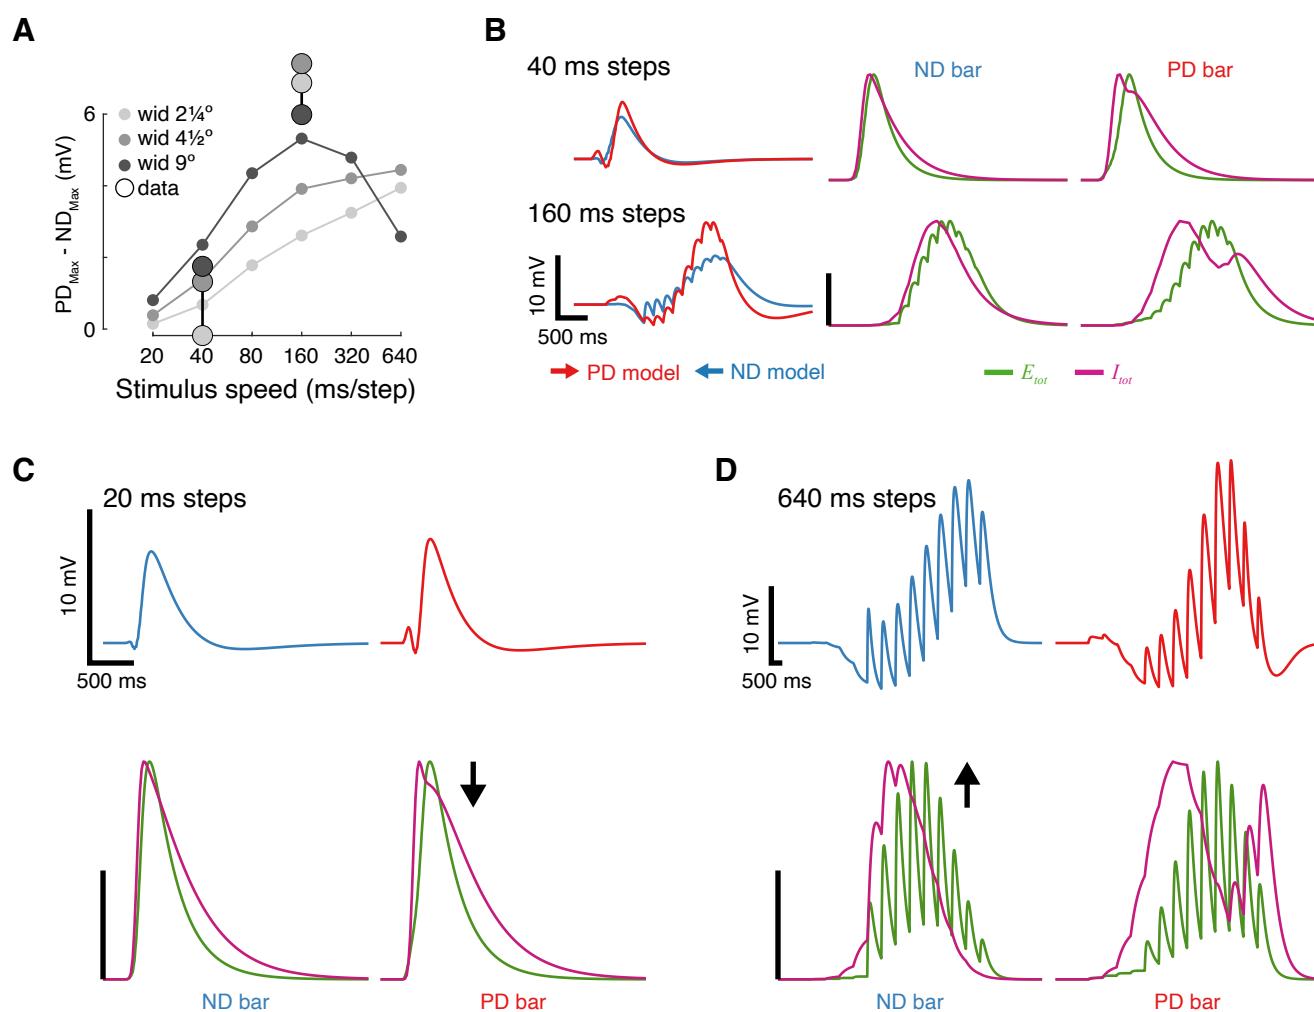 A
6
0
PD_Max - ND_Max (mV)
wid 2¼º
wid 4½º
wid 9º
data
20 40 80 160 320 640
Stimulus speed (ms/step)
B
40 ms steps
ND bar
PD bar
160 ms steps
10 mV
500 ms
PD model
ND model
E_tot
I_tot
C
20 ms steps
10 mV
500 ms
ND bar
PD bar
D
640 ms steps
10 mV
500 ms
ND bar
PD bar